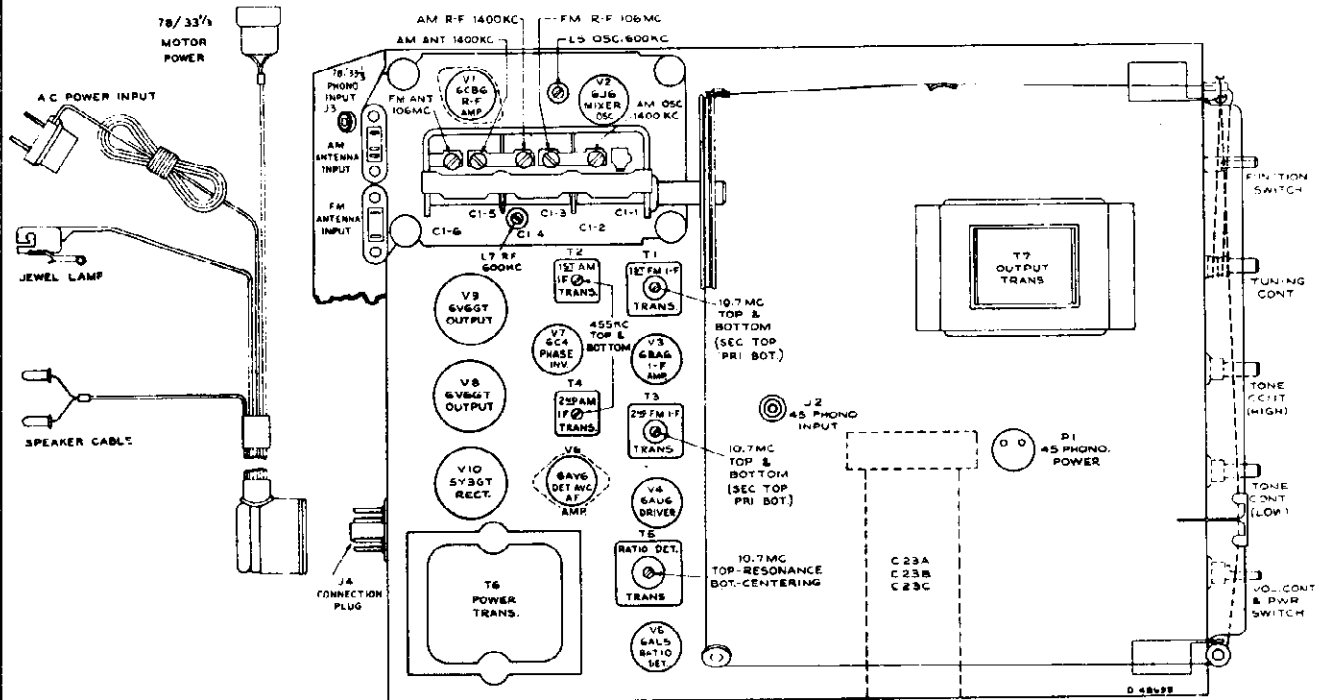 78/33⅓
MOTOR
POWER
A C POWER INPUT
JEWEL LAMP
SPEAKER CABLE
J4
CONNECTION
PLUG
AM R-F 1400KC
FM R-F 106MC
AM ANT 1400KC
L5 OSC. 600KC
78/33⅓
PHONO
INPUT
J3
AM
ANTENNA
INPUT
FM
ANTENNA
INPUT
FM ANT
106MC
V1
6CB6
R-F
AMP
V2
6J6
MIXER
OSC
AM OSC
1400 KC
C1-6
C1-5
C1-4
C1-3
C1-2
C1-1
L7 RF
600KC
T2
1ST AM
IF
TRANS.
T1
1ST FM I-F
TRANS
10.7 MC
TOP &
BOTTOM
(SEC TOP
PRI BOT.)
V9
6V6GT
OUTPUT
V7
6C4
PHASE
INV.
455KC
TOP &
BOTTOM
V3
6BA6
I-F
AMP.
V8
6V6GT
OUTPUT
T4
2ND AM
IF
TRANS.
T3
2ND FM I-F
TRANS
10.7MC
TOP &
BOTTOM
(SEC TOP
PRI BOT.)
V10
5Y3GT
RECT.
V6
6AV6
DET AVC
A F
AMP.
V4
6AU6
DRIVER
T5
RATIO DET.
TRANS
10.7MC
TOP-RESONANCE
BOT-CENTERING
T6
POWER
TRANS.
V5
6AL5
RATIO
DET.
T7
OUTPUT
TRANS
J2
45 PHONO
INPUT
P1
45 PHONO.
POWER
C23A
C23B
C23C
FUNCTION
SWITCH
TUNING
CONT
TONE
CONT
(HIGH)
TONE
CONT
(LOW)
VOL. CONT
& PWR
SWITCH